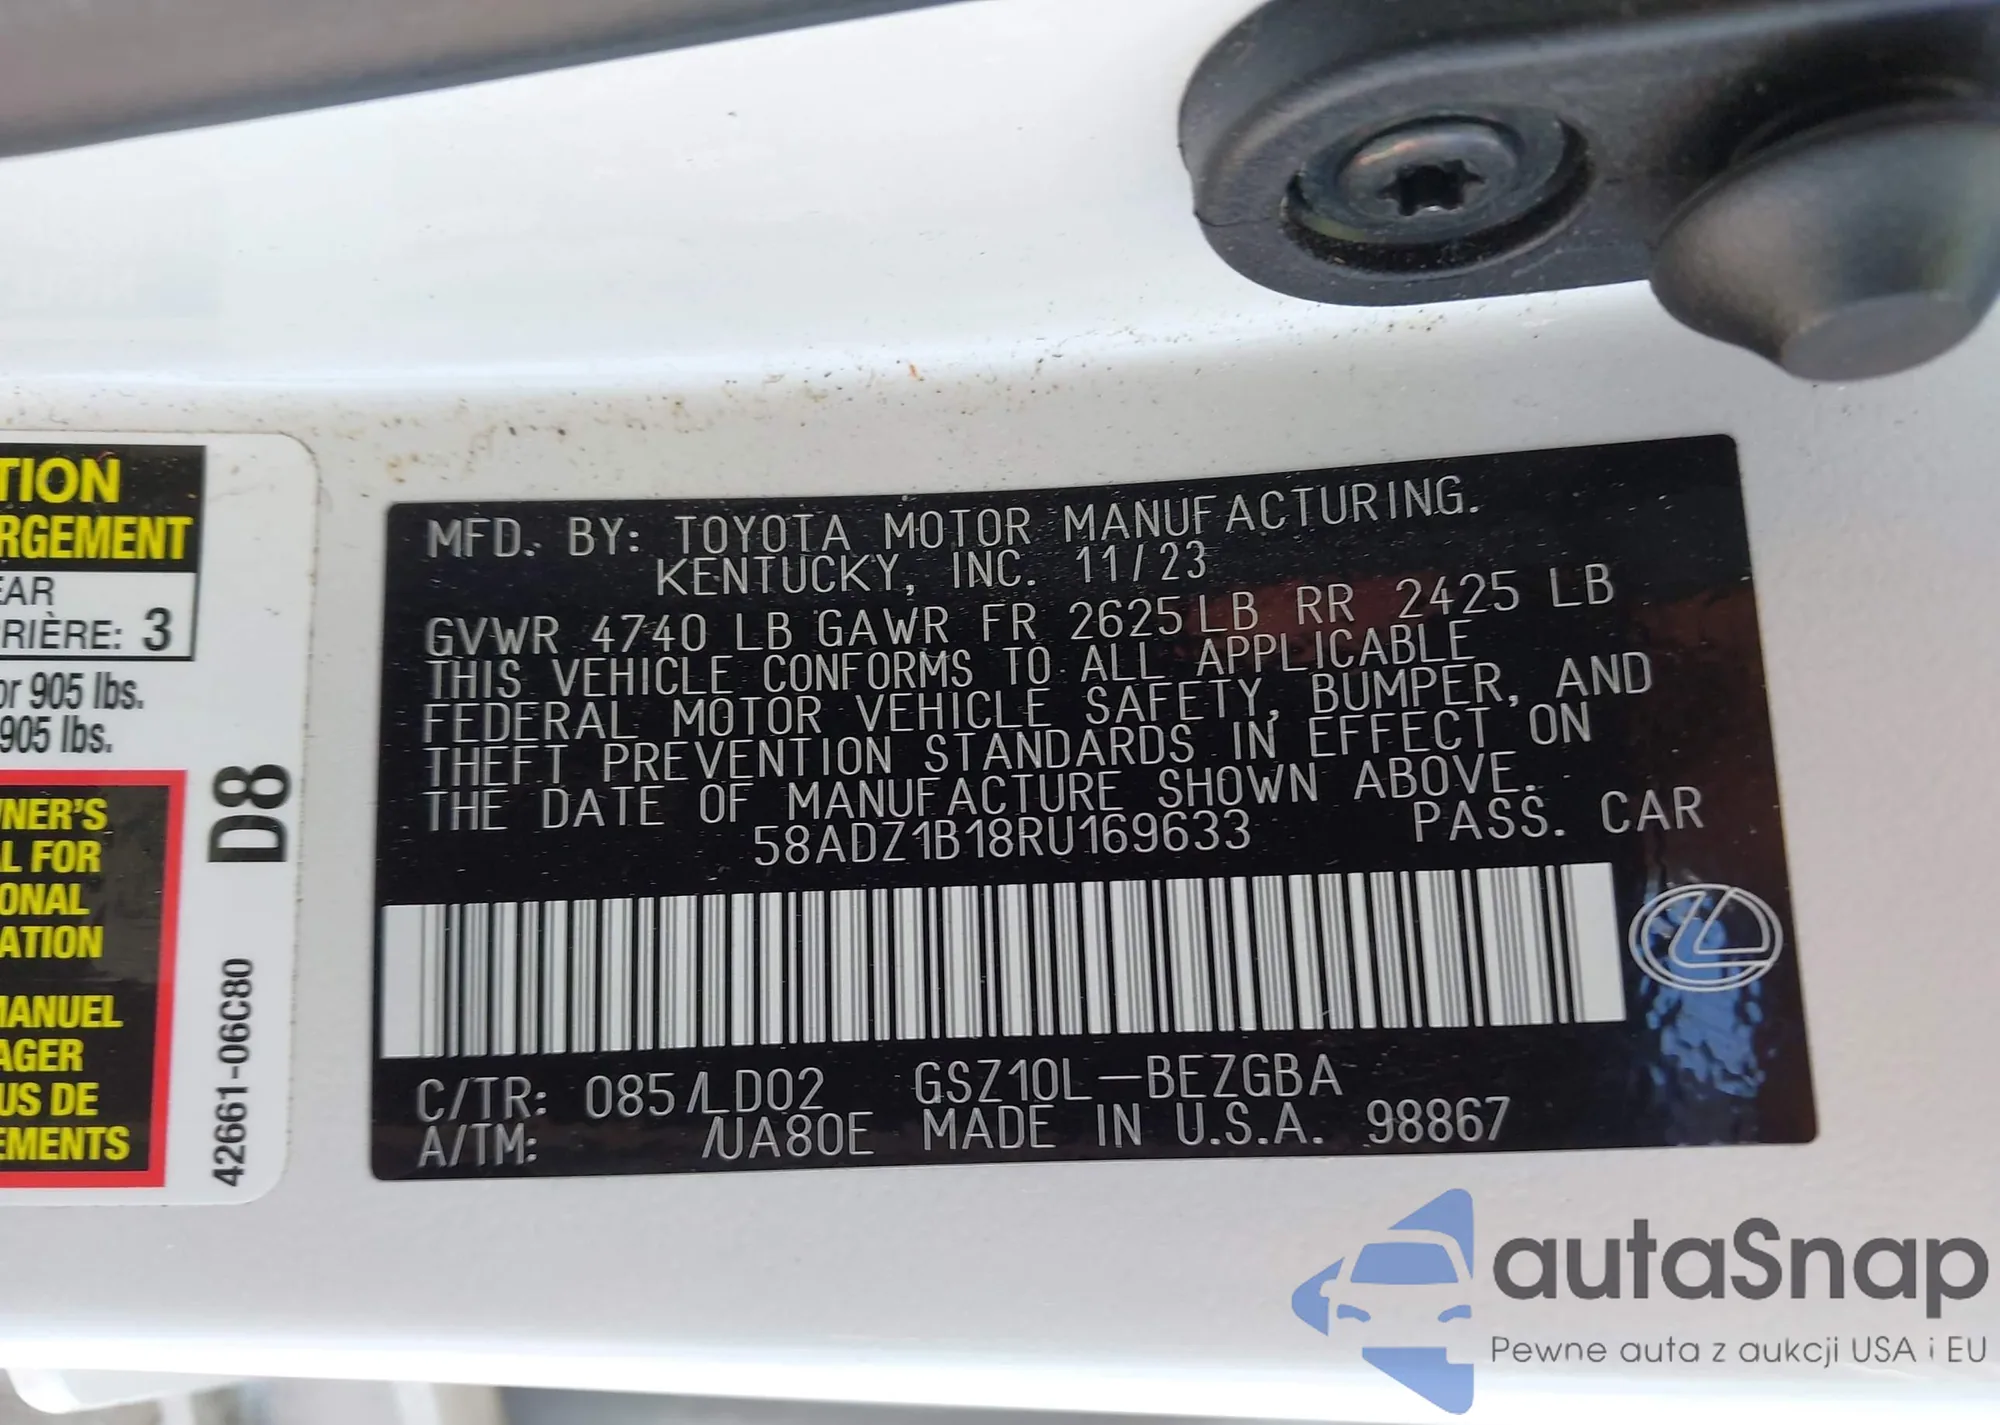 TION
RGEMENT
EAR
RIÈRE: 3
or 905 lbs.
905 lbs.
NER'S
L FOR
ONAL
ATION
MANUEL
AGER
US DE
EMENTS
D8
42661-06C80
MFD. BY: TOYOTA MOTOR MANUFACTURING.
KENTUCKY, INC. 11/23
GVWR 4740 LB GAWR FR 2625 LB RR 2425 LB
THIS VEHICLE CONFORMS TO ALL APPLICABLE
FEDERAL MOTOR VEHICLE SAFETY, BUMPER, AND
THEFT PREVENTION STANDARDS IN EFFECT ON
THE DATE OF MANUFACTURE SHOWN ABOVE.
58ADZ1B18RU169633 PASS. CAR
C/TR: 085/LD02 GSZ10L-BEZGBA
A/TM: /UA80E MADE IN U.S.A. 98867
autaSnap
Pewne auta z aukcji USA i EU